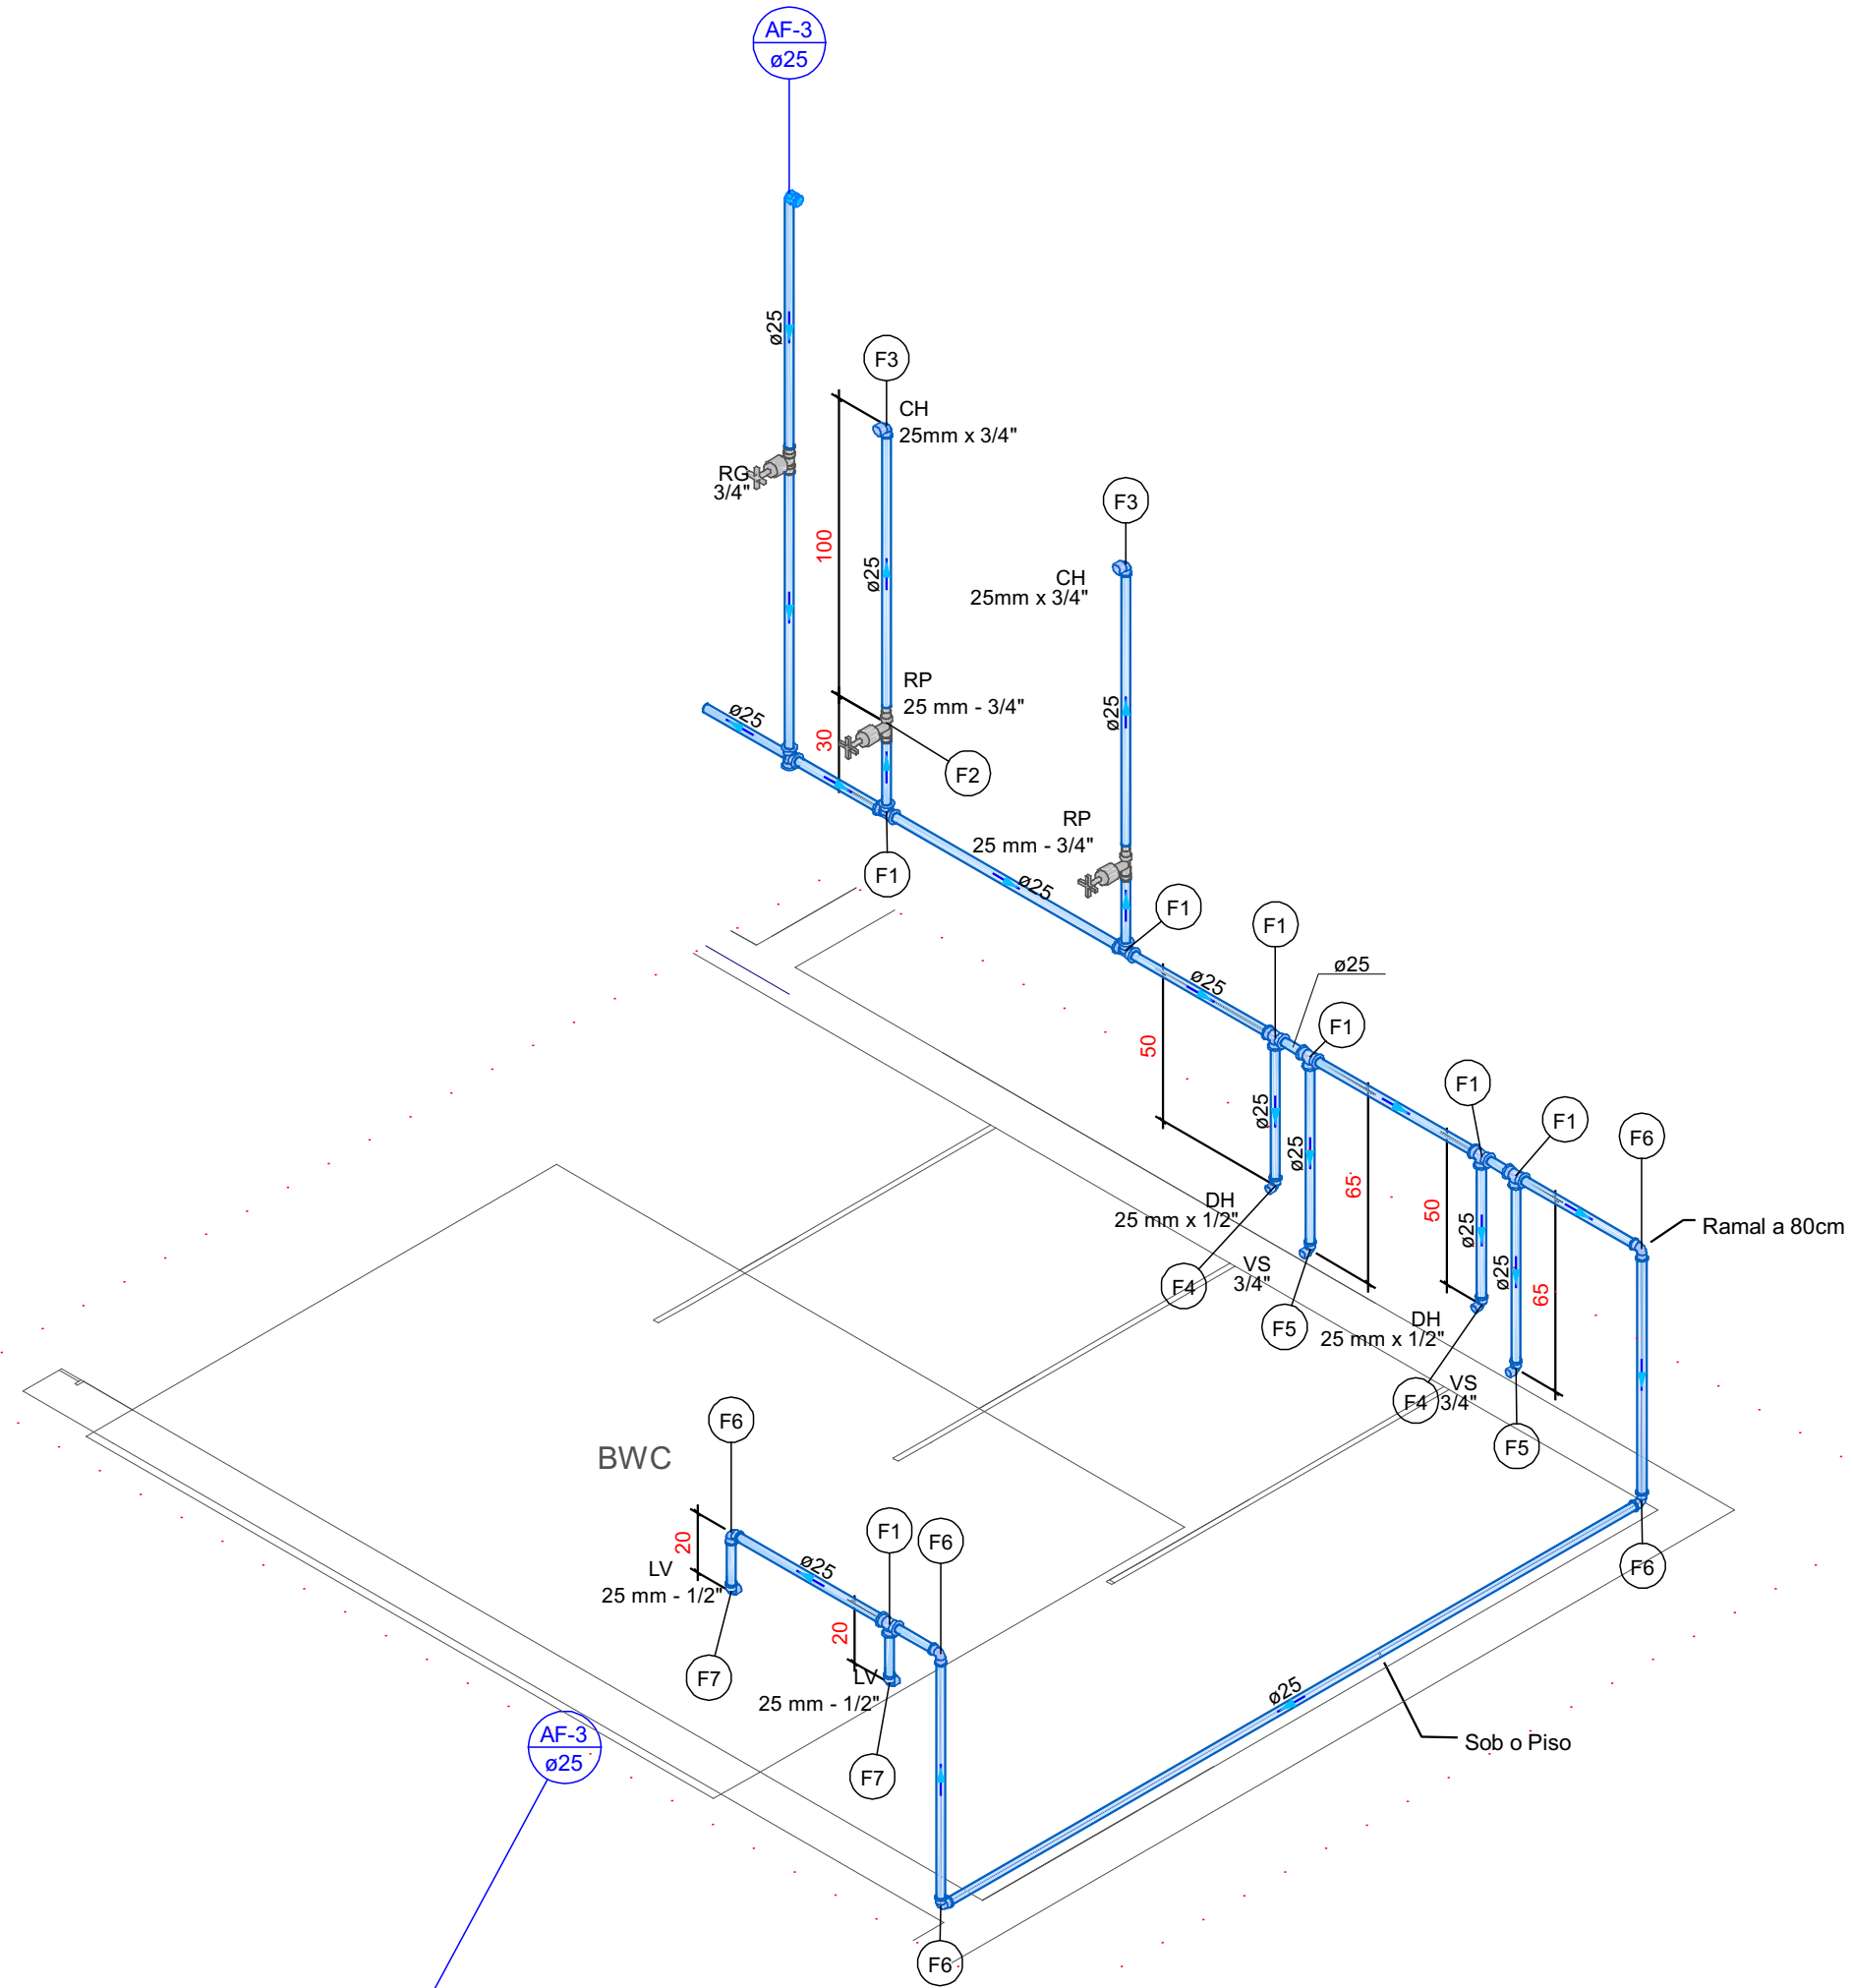 AF-3
ø25
ø25
F3
CH
25mm x 3/4"
RG
3/4"
F3
100
ø25
CH
25mm x 3/4"
RP
25 mm - 3/4"
ø25
ø25
30
F2
RP
25 mm - 3/4"
F1
ø25
F1
F1
ø25
ø25
F1
50
F1
ø25
F1
F6
ø25
65
50
ø25
ø25
65
Ramal a 80cm
DH
25 mm x 1/2"
F4
VS
3/4"
F5
DH
25 mm x 1/2"
F4
VS
3/4"
F5
F6
BWC
F1
F6
20
ø25
LV
25 mm - 1/2"
F6
20
F7
LV
25 mm - 1/2"
ø25
AF-3
ø25
F7
Sob o Piso
F6